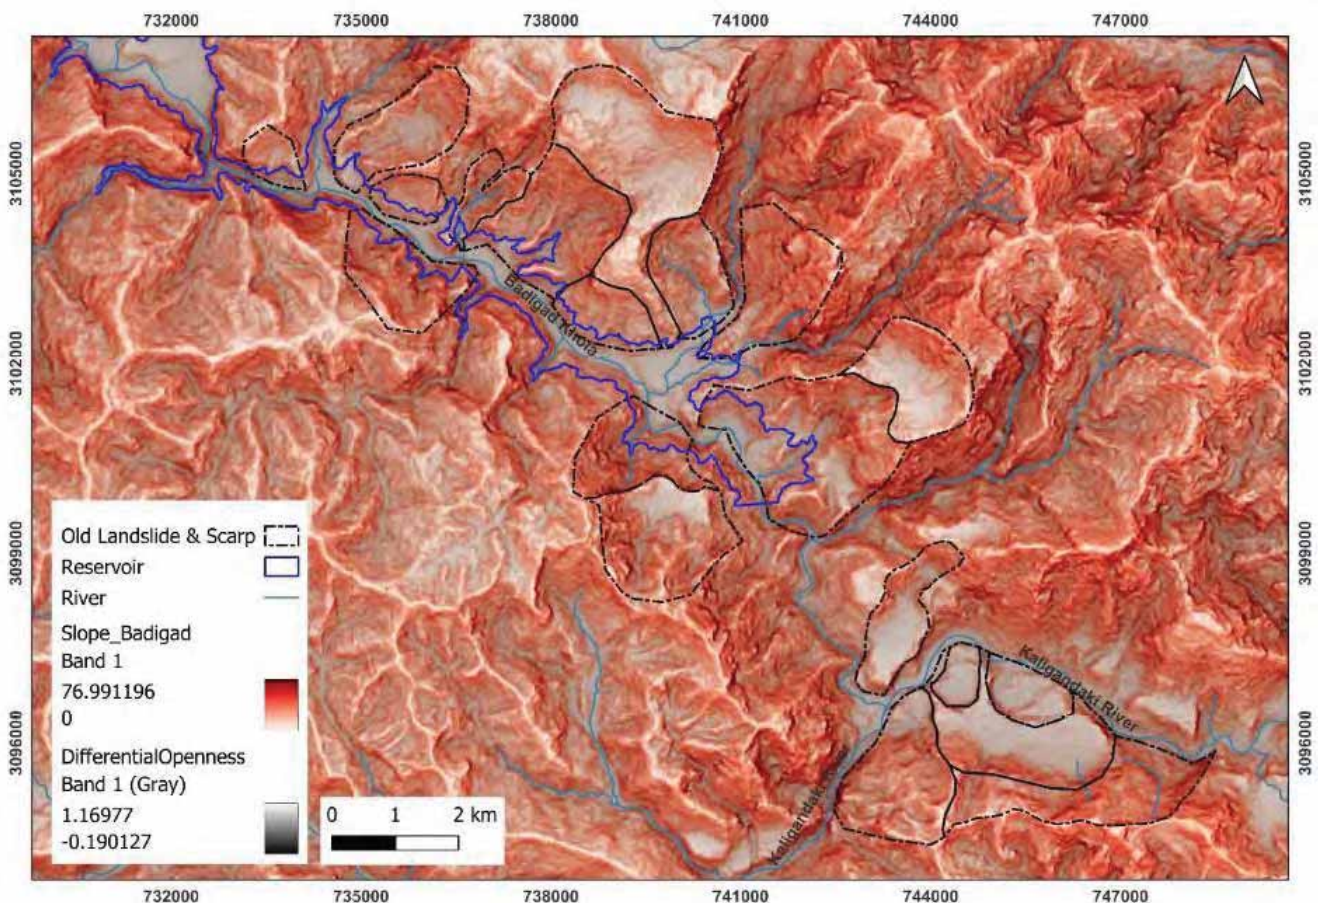 732000 735000 738000 741000 744000 747000
3105000
3102000
3099000
3096000
3105000
3102000
3099000
3096000
Badigad Khola
Kaligandaki River
Old Landslide & Scarp
Reservoir
River
Slope_Badigad
Band 1
76.991196
0
DifferentialOpenness
Band 1 (Gray)
1.16977
-0.190127
0 1 2 km
732000 735000 738000 741000 744000 747000